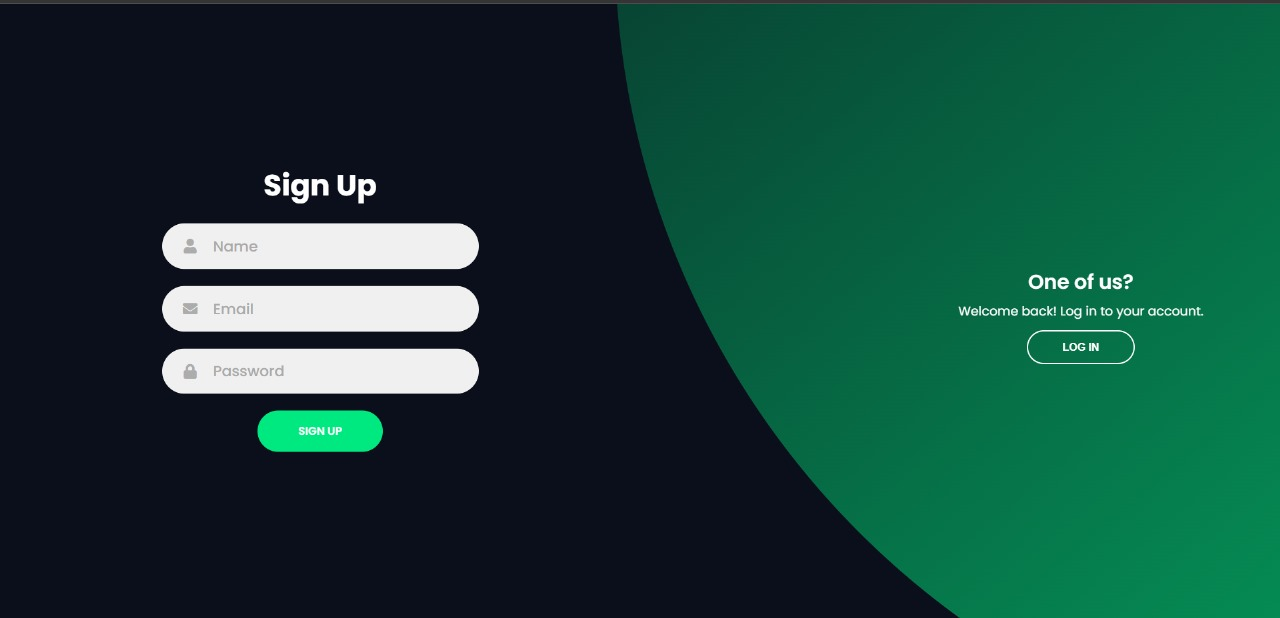 Sign Up
Name
Email
Password
SIGN UP
One of us?
Welcome back! Log in to your account.
LOG IN